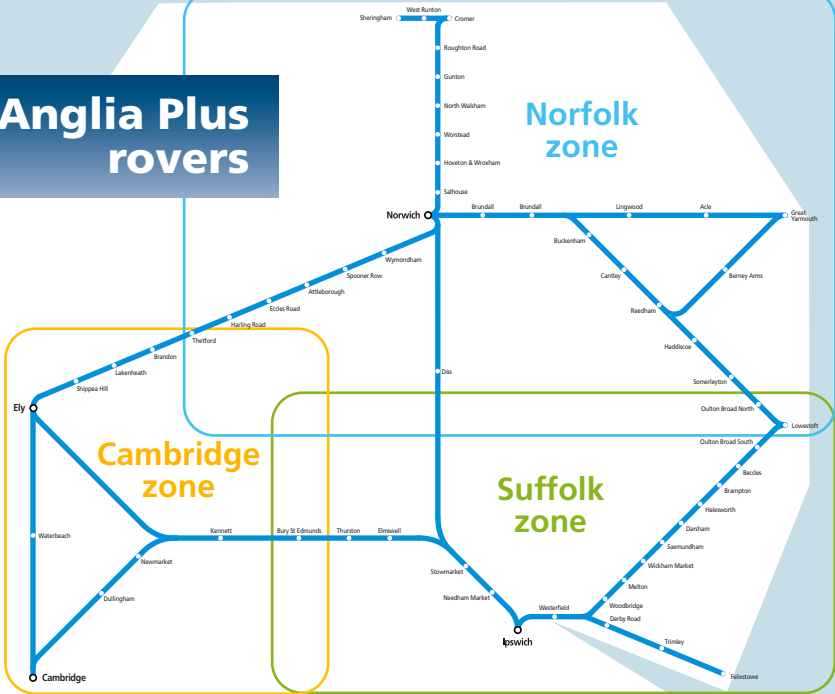 West Runton
Sheringham
Cromer
Roughton Road
Gunton
Anglia Plus
rovers
North Walsham
Norfolk
zone
Worstead
Hoveton & Wroxham
Salhouse
Norwich
Brundall
Brundall
Lingwood
Acle
Great
Yarmouth
Buckenham
Wymondham
Spooner Row
Cantley
Berney Arms
Attleborough
Eccles Road
Reedham
Harling Road
Thetford
Haddiscoe
Brandon
Lakenheath
Diss
Shippea Hill
Somerleyton
Ely
Oulton Broad North
Lowestoft
Oulton Broad South
Cambridge
zone
Beccles
Suffolk
zone
Brampton
Halesworth
Kennett
Bury St Edmunds
Thurston
Elmswell
Darsham
Waterbeach
Saxmundham
Newmarket
Wickham Market
Stowmarket
Melton
Dullingham
Needham Market
Woodbridge
Westerfield
Derby Road
Ipswich
Trimley
Cambridge
Felixstowe